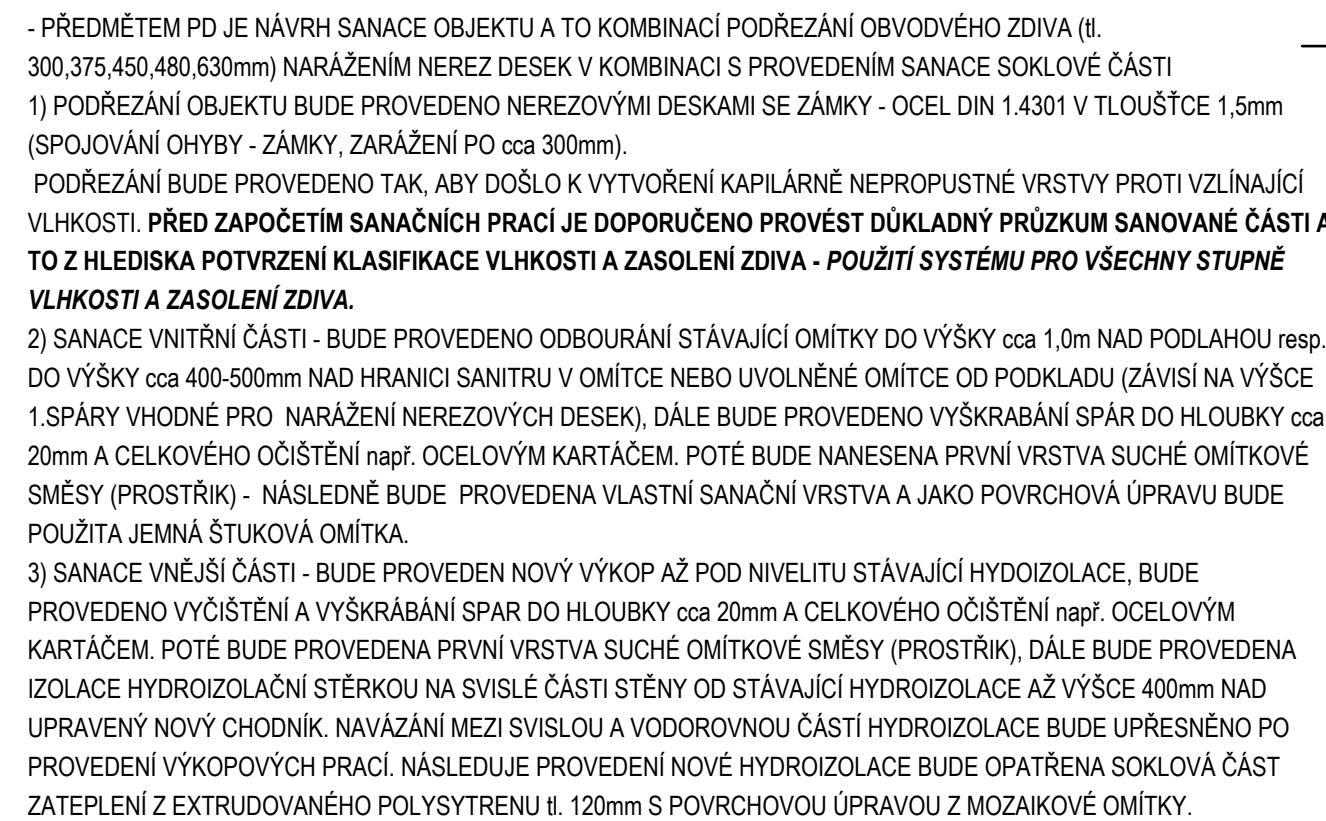 - PŘEDMĚTEM PD JE NÁVRH SANACE OBJEKTU A TO KOMBINACÍ PODŘEZÁNÍ OBVODVÉHO ZDIVA (tl.
300,375,450,480,630mm) NARÁŽENÍM NEREZ DESEK V KOMBINACI S PROVEDENÍM SANACE SOKLOVÉ ČÁSTI
1) PODŘEZÁNÍ OBJEKTU BUDE PROVEDENO NEREZOVÝMI DESKAMI SE ZÁMKY - OCEL DIN 1.4301 V TLOUŠŤCE 1,5mm
(SPOJOVÁNÍ OHYBY - ZÁMKY, ZARÁŽENÍ PO cca 300mm).
PODŘEZÁNÍ BUDE PROVEDENO TAK, ABY DOŠLO K VYTVOŘENÍ KAPILÁRNĚ NEPROPUSTNÉ VRSTVY PROTI VZLÍNAJÍCÍ
VLHKOSTI. PŘED ZAPOČETÍM SANAČNÍCH PRACÍ JE DOPORUČENO PROVÉST DŮKLADNÝ PRŮZKUM SANOVANÉ ČÁSTI A
TO Z HLEDISKA POTVRZENÍ KLASIFIKACE VLHKOSTI A ZASOLENÍ ZDIVA - POUŽITÍ SYSTÉMU PRO VŠECHNY STUPNĚ
VLHKOSTI A ZASOLENÍ ZDIVA.
2) SANACE VNITŘNÍ ČÁSTI - BUDE PROVEDENO ODBOURÁNÍ STÁVAJÍCÍ OMÍTKY DO VÝŠKY cca 1,0m NAD PODLAHOU resp.
DO VÝŠKY cca 400-500mm NAD HRANICI SANITRU V OMÍTCE NEBO UVOLNĚNÉ OMÍTCE OD PODKLADU (ZÁVISÍ NA VÝŠCE
1.SPÁRY VHODNÉ PRO NARÁŽENÍ NEREZOVÝCH DESEK), DÁLE BUDE PROVEDENO VYŠKRABÁNÍ SPÁR DO HLOUBKY cca
20mm A CELKOVÉHO OČIŠTĚNÍ např. OCELOVÝM KARTÁČEM. POTÉ BUDE NANESENA PRVNÍ VRSTVA SUCHÉ OMÍTKOVÉ
SMĚSY (PROSTŘIK) - NÁSLEDNĚ BUDE PROVEDENA VLASTNÍ SANAČNÍ VRSTVA A JAKO POVRCHOVÁ ÚPRAVU BUDE
POUŽITA JEMNÁ ŠTUKOVÁ OMÍTKA.
3) SANACE VNĚJŠÍ ČÁSTI - BUDE PROVEDEN NOVÝ VÝKOP AŽ POD NIVELITU STÁVAJÍCÍ HYDOIZOLACE, BUDE
PROVEDENO VYČIŠTĚNÍ A VYŠKRÁBÁNÍ SPAR DO HLOUBKY cca 20mm A CELKOVÉHO OČIŠTĚNÍ např. OCELOVÝM
KARTÁČEM. POTÉ BUDE PROVEDENA PRVNÍ VRSTVA SUCHÉ OMÍTKOVÉ SMĚSY (PROSTŘIK), DÁLE BUDE PROVEDENA
IZOLACE HYDROIZOLAČNÍ STĚRKOU NA SVISLÉ ČÁSTI STĚNY OD STÁVAJÍCÍ HYDROIZOLACE AŽ VÝŠCE 400mm NAD
UPRAVENÝ NOVÝ CHODNÍK. NAVÁZÁNÍ MEZI SVISLOU A VODOROVNOU ČÁSTÍ HYDROIZOLACE BUDE UPŘESNĚNO PO
PROVEDENÍ VÝKOPOVÝCH PRACÍ. NÁSLEDUJE PROVEDENÍ NOVÉ HYDROIZOLACE BUDE OPATŘENA SOKLOVÁ ČÁST
ZATEPLENÍ Z EXTRUDOVANÉHO POLYSYTRENU tl. 120mm S POVRCHOVOU ÚPRAVOU Z MOZAIKOVÉ OMÍTKY.